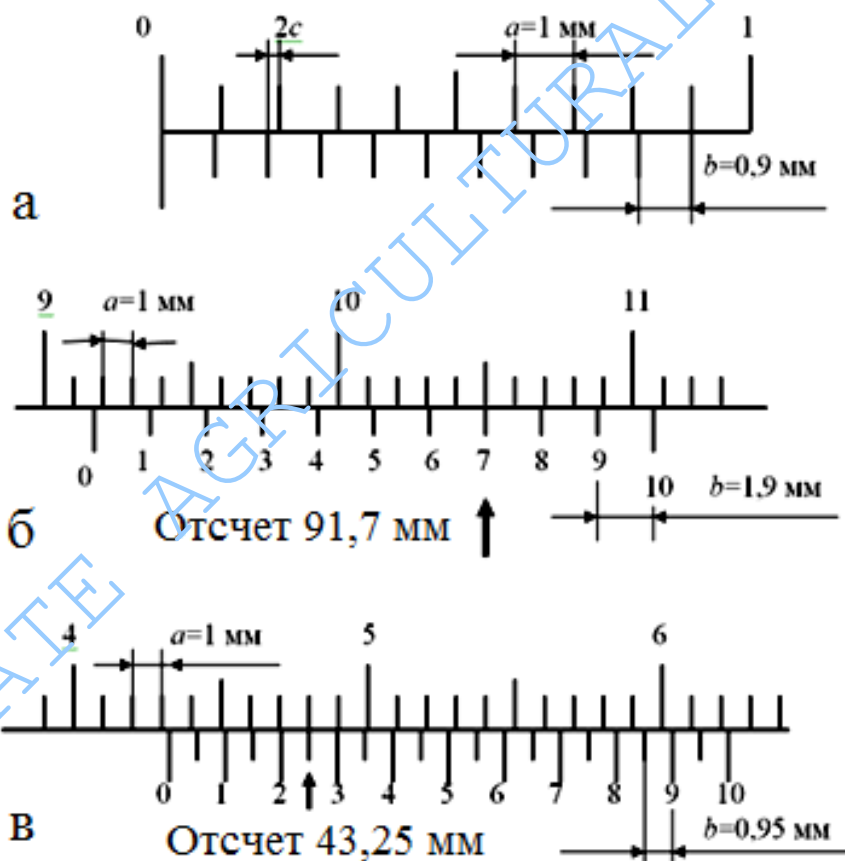 0 2c a=1 мм 1
b=0,9 мм
а
9 a=1 мм 10 11
0 1 2 3 4 5 6 7 8 9
10 b=1,9 мм
б Отсчет 91,7 мм
4 a=1 мм 5 6
0 1 2 3 4 5 6 7 8 9 10
b=0,95 мм
в Отсчет 43,25 мм
ATE AGRICULTURAL